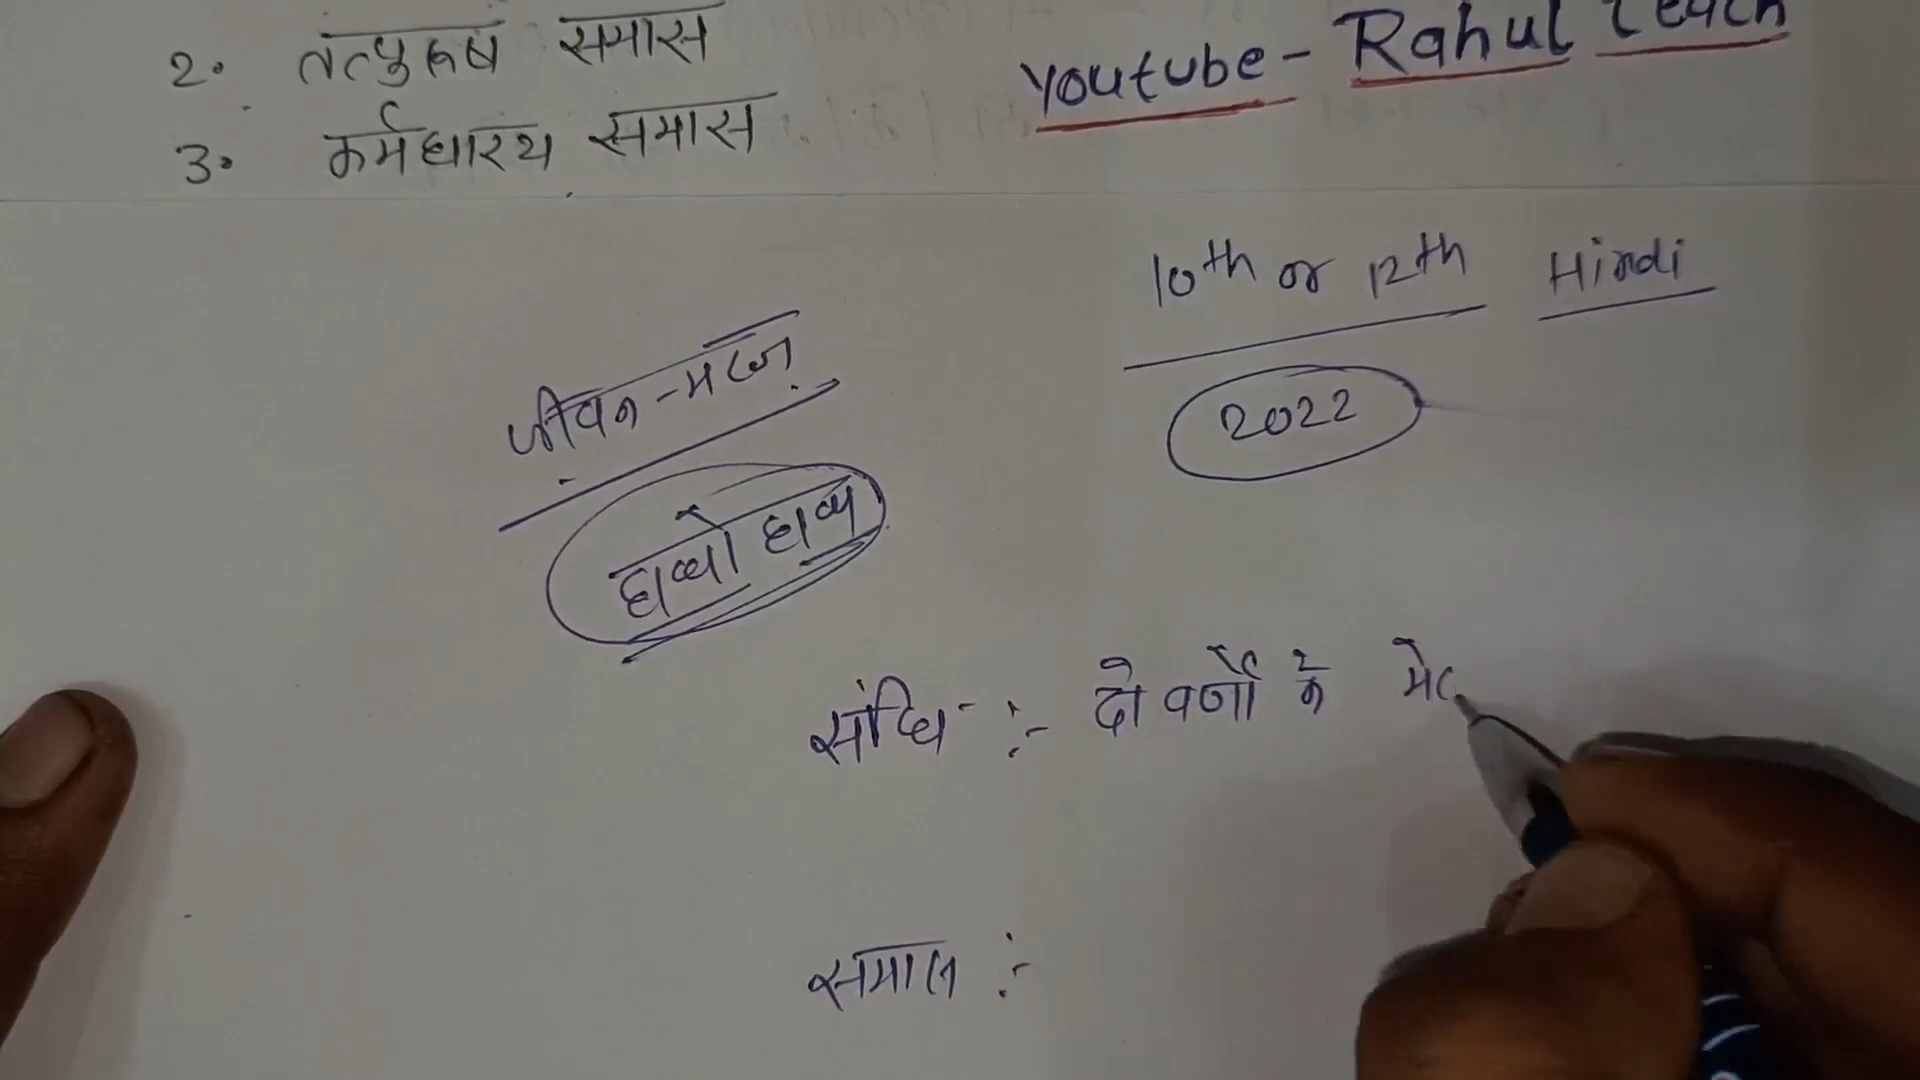 2. तत्पुरूष समास
Youtube- Rahul Teach
3. कर्मधारय समास
10th or 12th Hindi
2022
जीवन-मरण
संधि :- दो वर्णों के मेल
समास :-